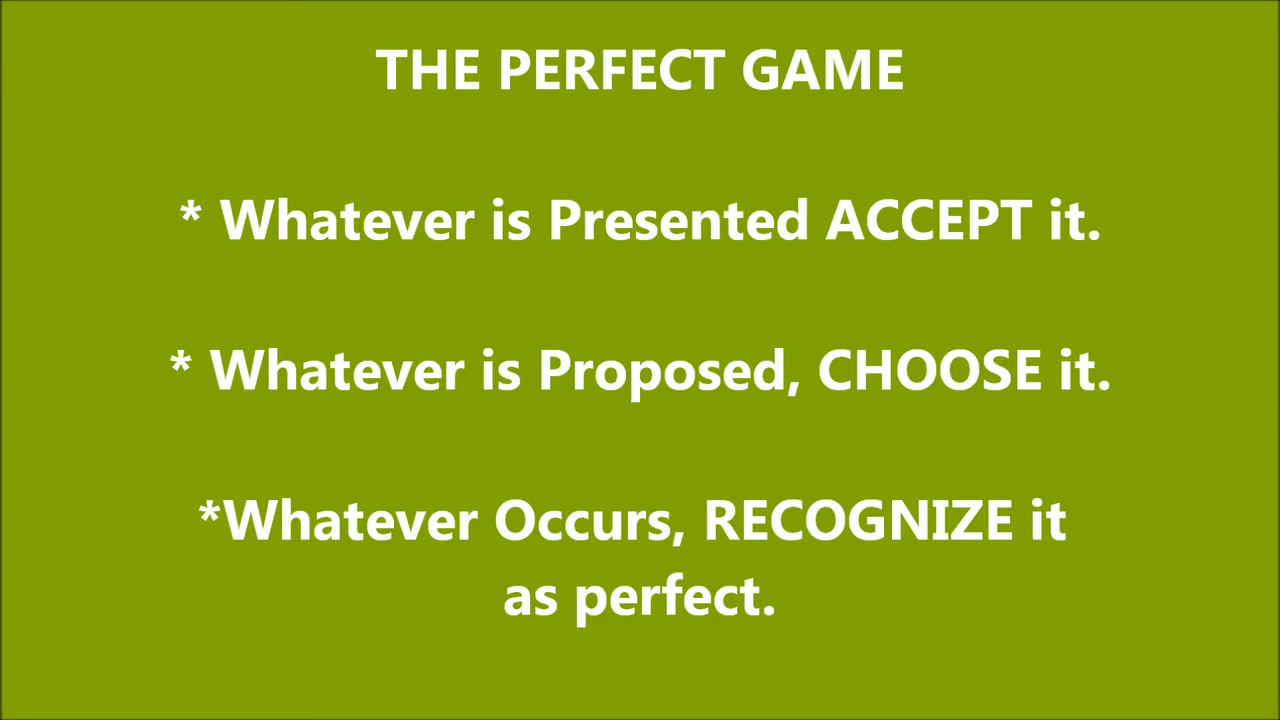 THE PERFECT GAME
* Whatever is Presented ACCEPT it.
* Whatever is Proposed, CHOOSE it.
*Whatever Occurs, RECOGNIZE it
as perfect.